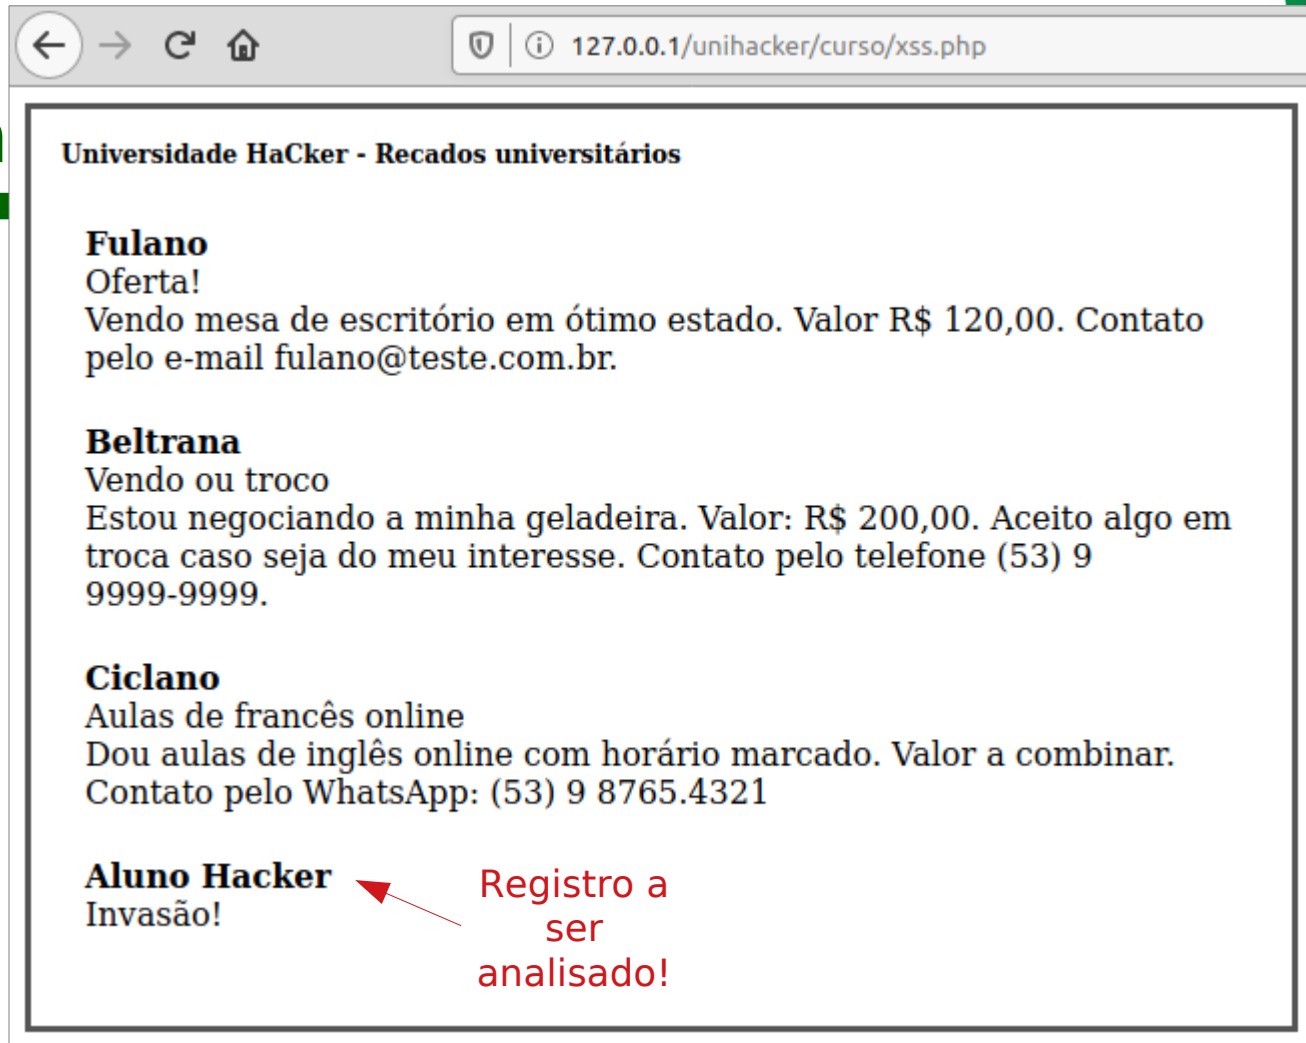 127.0.0.1/unihacker/curso/xss.php
Universidade HaCker - Recados universitários
Fulano
Oferta!
Vendo mesa de escritório em ótimo estado. Valor R$ 120,00. Contato
pelo e-mail fulano@teste.com.br.
Beltrana
Vendo ou troco
Estou negociando a minha geladeira. Valor: R$ 200,00. Aceito algo em
troca caso seja do meu interesse. Contato pelo telefone (53) 9
9999-9999.
Ciclano
Aulas de francês online
Dou aulas de inglês online com horário marcado. Valor a combinar.
Contato pelo WhatsApp: (53) 9 8765.4321
Aluno Hacker
Invasão!
Registro a
ser
analisado!